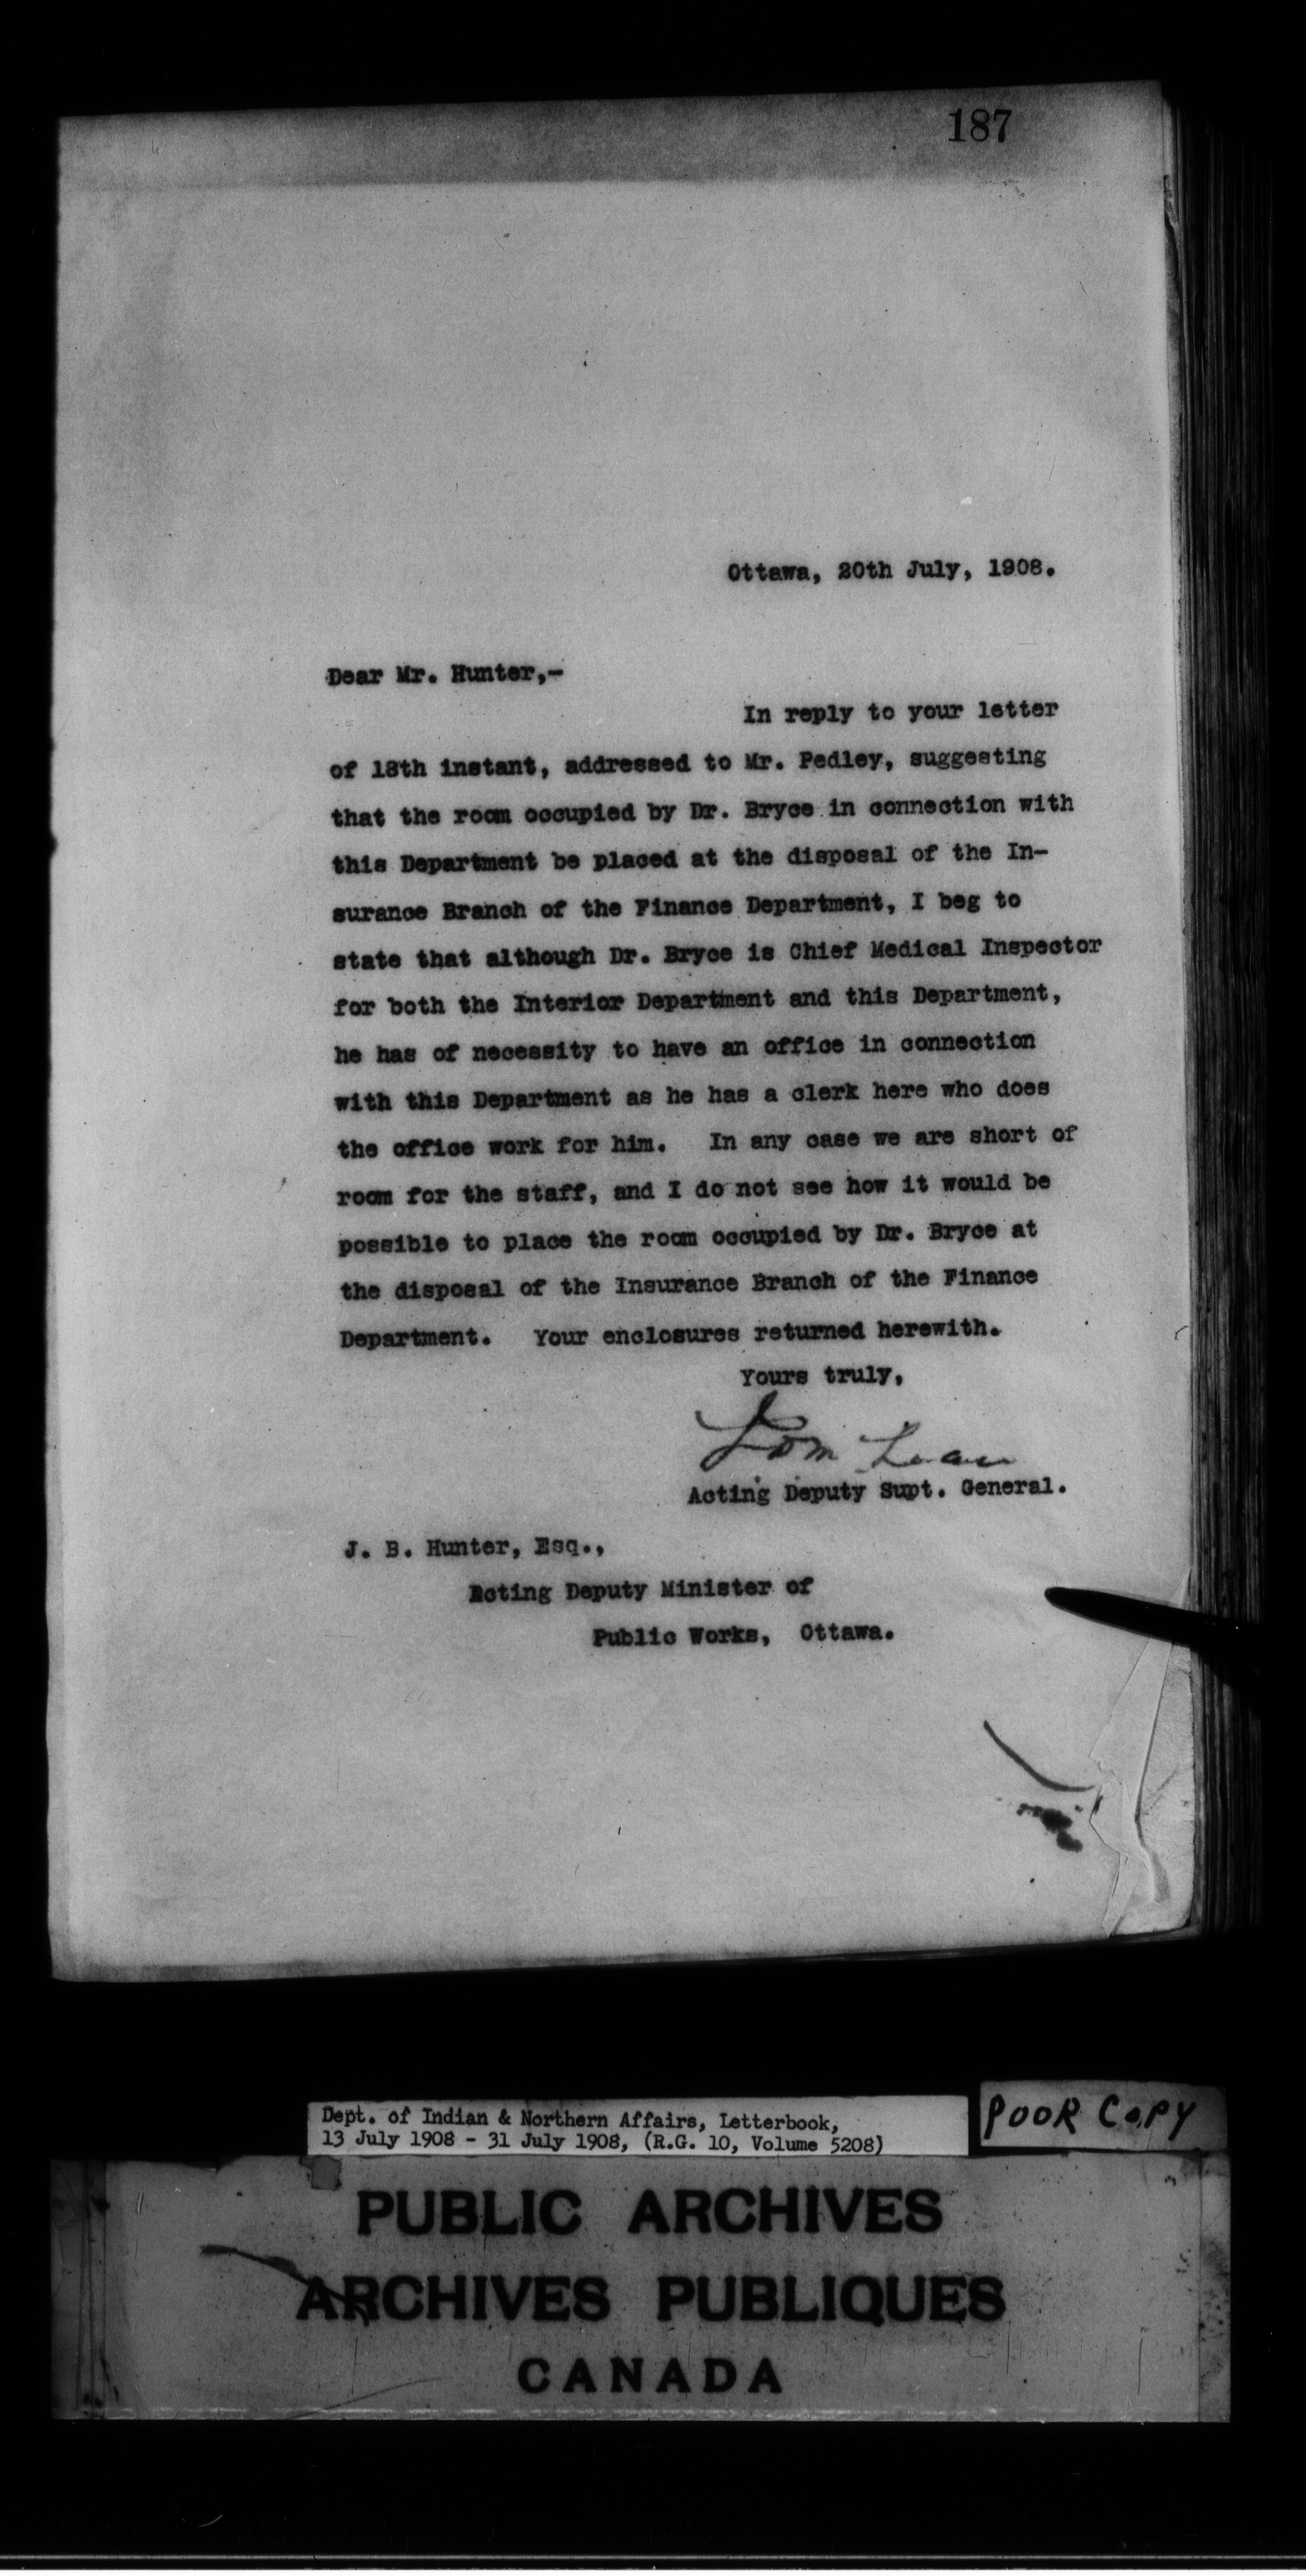 187
Ottawa, 20th July, 1908.
Dear Mr. Hunter,-
In reply to your letter
of 18th instant, addressed to Mr. Pedley, suggesting
that the room occupied by Dr. Bryce in connection with
this Department be placed at the disposal of the In-
surance Branch of the Finance Department, I beg to
state that although Dr. Bryce is Chief Medical Inspector
for both the Interior Department and this Department,
he has of necessity to have an office in connection
with this Department as he has a clerk here who does
the office work for him. In any case we are short of
room for the staff, and I do not see how it would be
possible to place the room occupied by Dr. Bryce at
the disposal of the Insurance Branch of the Finance
Department. Your enclosures returned herewith.
Yours truly,
Acting Deputy Supt. General.
J. B. Hunter, Esq.,
Acting Deputy Minister of
Public Works, Ottawa.
Dept. of Indian & Northern Affairs, Letterbook,
13 July 1908 - 31 July 1908, (R.G. 10, Volume 5208)
POOR COPY
PUBLIC ARCHIVES
ARCHIVES PUBLIQUES
CANADA